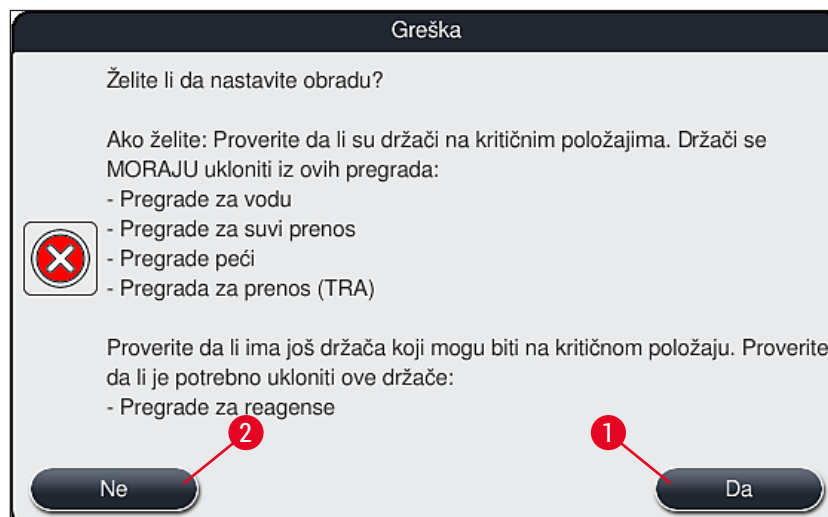 Greška
Želite li da nastavite obradu?
Ako želite: Proverite da li su držači na kritičnim položajima. Držači se
MORAJU ukloniti iz ovih pregrada:
- Pregrade za vodu
- Pregrade za suvi prenos
- Pregrade peći
- Pregrada za prenos (TRA)
Proverite da li ima još držača koji mogu biti na kritičnom položaju. Proverite
da li je potrebno ukloniti ove držače:
- Pregrade za reagense
2
1
Ne
Da